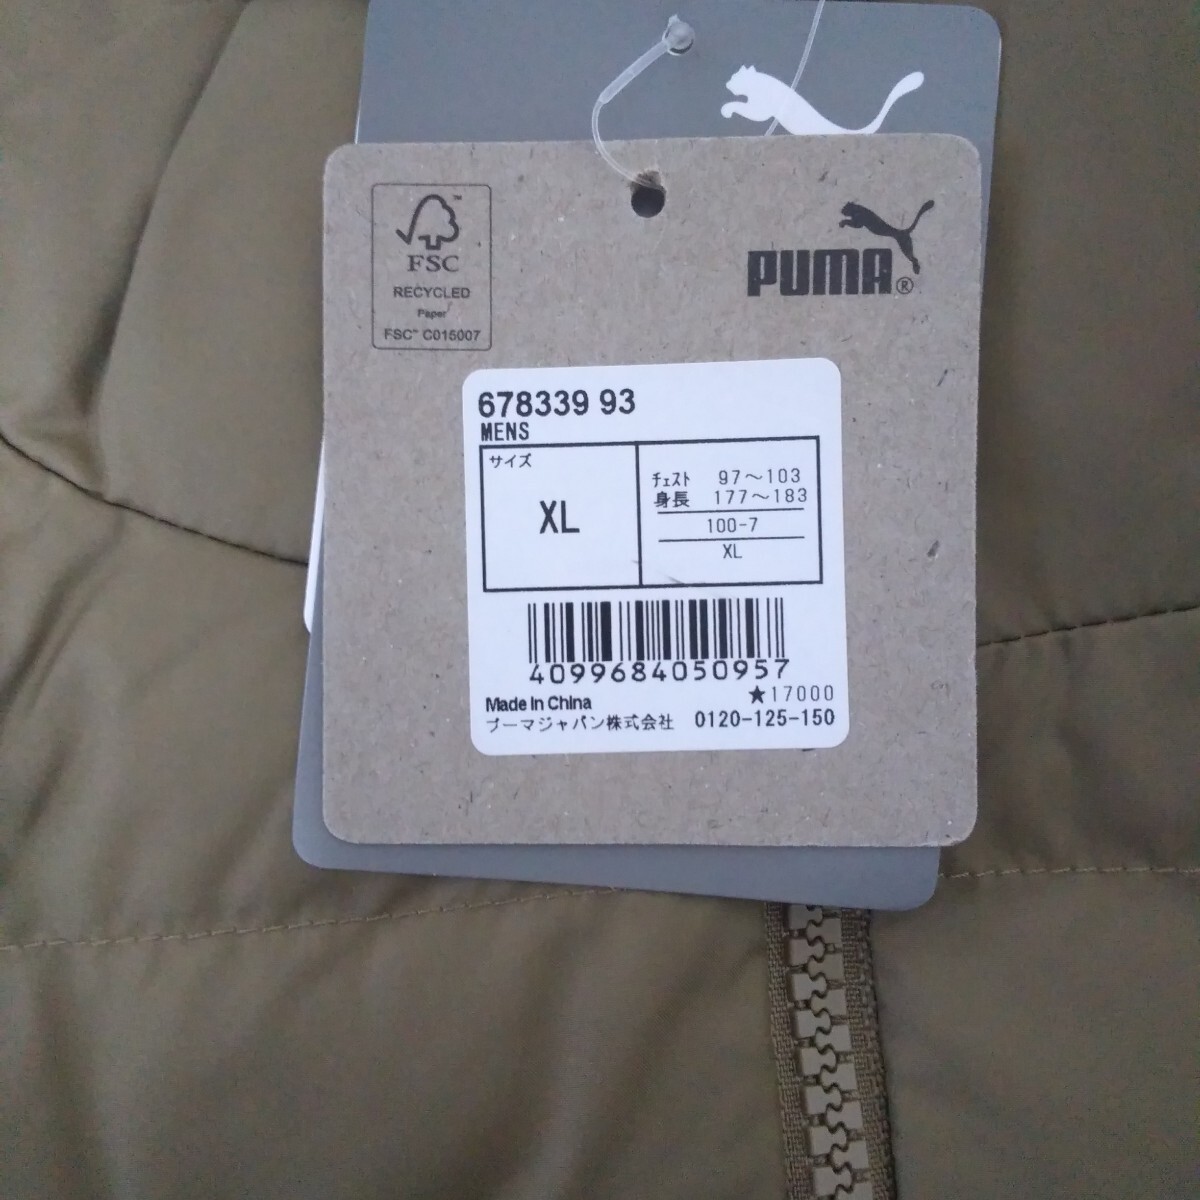 FSC™
RECYCLED
Paper
FSC™ C015007
PUMA®
678339 93
MENS
サイズ
XL
ﾁｪｽﾄ 97～103
身長 177～183
100-7
XL
4099684050957
★17000
Made in China
プーマジャパン株式会社 0120-125-150